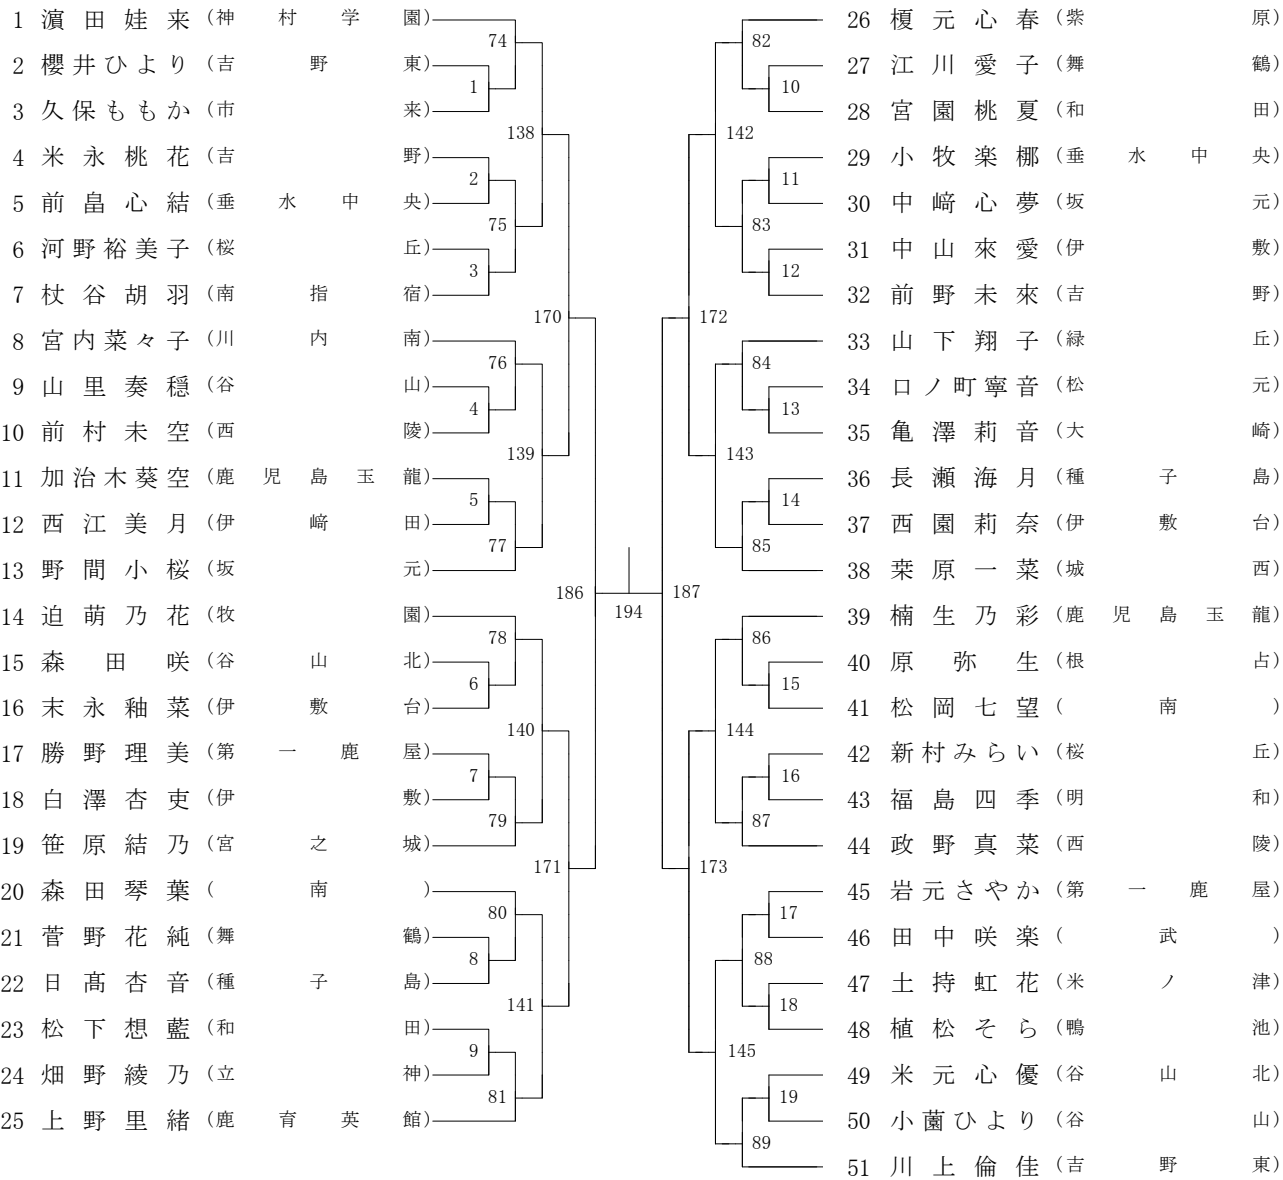 1 濵田娃来 (神村学園)
2 櫻井ひより (吉野東)
3 久保ももか (市来)
4 米永桃花 (吉野)
5 前畠心結 (垂水中央)
6 河野裕美子 (桜丘)
7 杖谷胡羽 (南指宿)
8 宮内菜々子 (川内南)
9 山里奏穏 (谷山)
10 前村未空 (西陵)
11 加治木葵空 (鹿児島玉龍)
12 西江美月 (伊﨑田)
13 野間小桜 (坂元)
14 迫萌乃花 (牧園)
15 森田咲 (谷山北)
16 末永釉菜 (伊敷台)
17 勝野理美 (第一鹿屋)
18 白澤杏吏 (伊敷)
19 笹原結乃 (宮之城)
20 森田琴葉 (南)
21 菅野花純 (舞鶴)
22 日髙杏音 (種子島)
23 松下想藍 (和田)
24 畑野綾乃 (立神)
25 上野里緒 (鹿育英館)
74
1
138
2
75
3
170
76
4
139
5
77
186
78
6
140
7
79
171
80
8
141
9
81
194
82
10
142
11
83
12
172
84
13
143
14
85
187
86
15
144
16
87
173
17
88
18
145
19
89
26 榎元心春 (紫原)
27 江川愛子 (舞鶴)
28 宮園桃夏 (和田)
29 小牧楽梛 (垂水中央)
30 中﨑心夢 (坂元)
31 中山來愛 (伊敷)
32 前野未來 (吉野)
33 山下翔子 (緑丘)
34 口ノ町寧音 (松元)
35 亀澤莉音 (大崎)
36 長瀬海月 (種子島)
37 西園莉奈 (伊敷台)
38 桒原一菜 (城西)
39 楠生乃彩 (鹿児島玉龍)
40 原弥生 (根占)
41 松岡七望 (南)
42 新村みらい (桜丘)
43 福島四季 (明和)
44 政野真菜 (西陵)
45 岩元さやか (第一鹿屋)
46 田中咲楽 (武)
47 土持虹花 (米ノ津)
48 植松そら (鴨池)
49 米元心優 (谷山北)
50 小薗ひより (谷山)
51 川上倫佳 (吉野東)